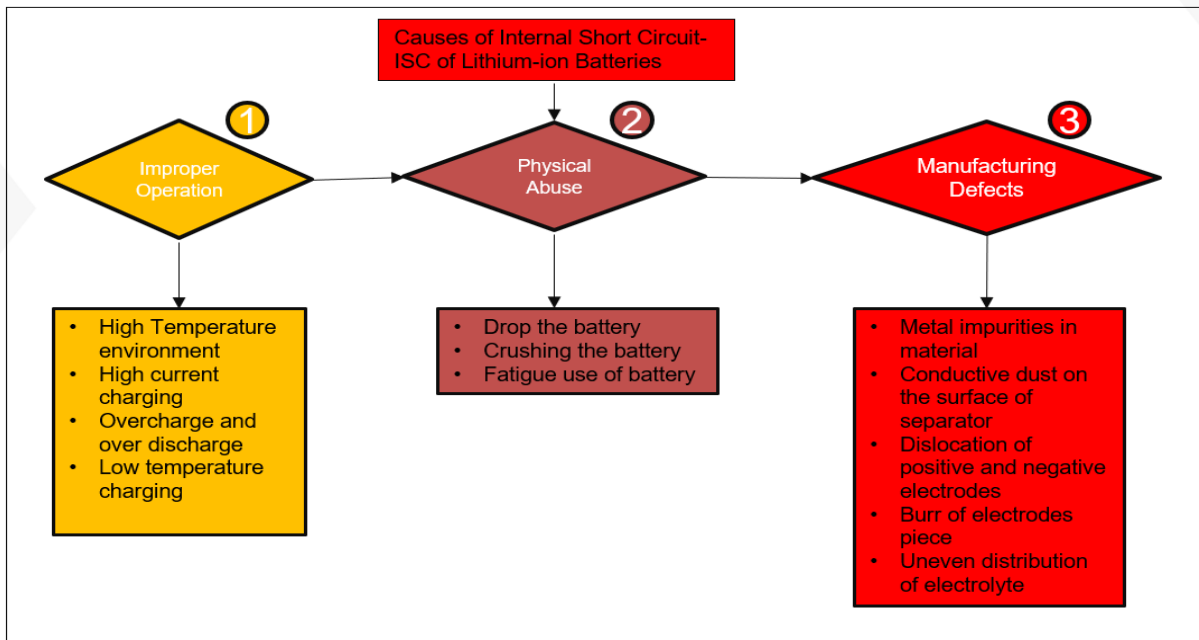 Causes of Internal Short Circuit-
ISC of Lithium-ion Batteries
1
Improper
Operation
2
Physical
Abuse
3
Manufacturing
Defects
• High Temperature
environment
• High current
charging
• Overcharge and
over discharge
• Low temperature
charging
• Drop the battery
• Crushing the battery
• Fatigue use of battery
• Metal impurities in
material
• Conductive dust on
the surface of
separator
• Dislocation of
positive and negative
electrodes
• Burr of electrodes
piece
• Uneven distribution
of electrolyte